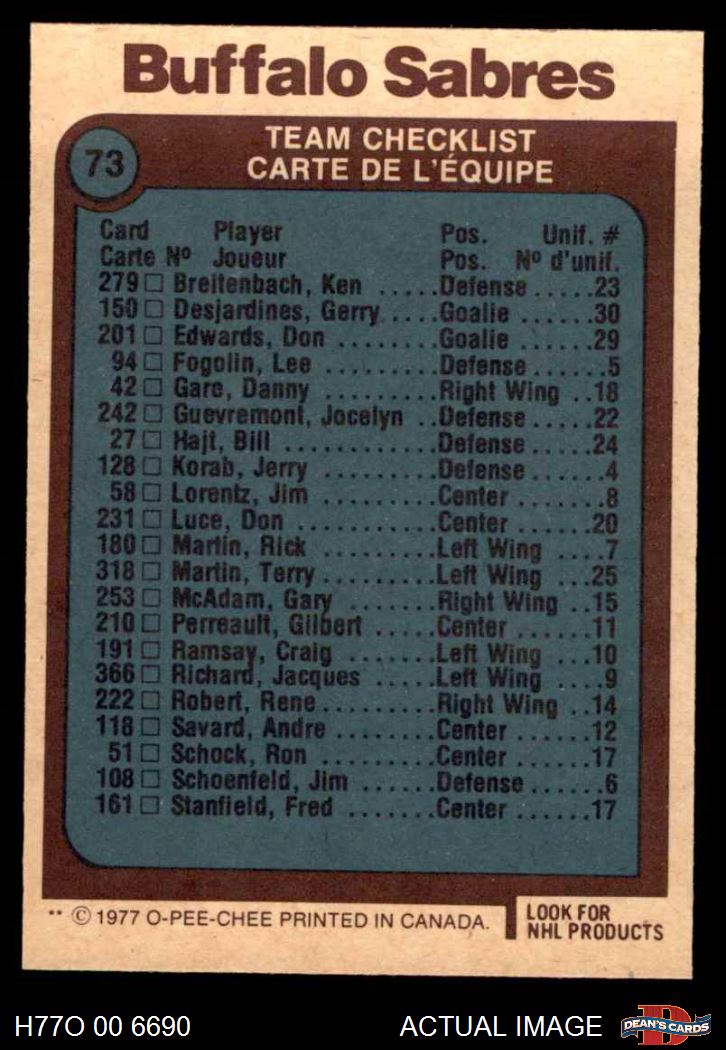 Buffalo Sabres
73
TEAM CHECKLIST
CARTE DE L'ÉQUIPE
Card Player Pos. Unif. #
Carte Nº Joueur Pos. Nº d'unif.
279 □ Breitenbach, Ken .....Defense.....23
150 □ Desjardines, Gerry ....Goalie.....30
201 □ Edwards, Don ........Goalie.....29
94 □ Fogolin, Lee .........Defense.....5
42 □ Gare, Danny .........Right Wing ..18
242 □ Guevremont, Jocelyn ..Defense.....22
27 □ Hajt, Bill ............Defense.....24
128 □ Korab, Jerry .........Defense.....4
58 □ Lorentz, Jim .........Center......8
231 □ Luce, Don ...........Center.....20
180 □ Martin, Rick .........Left Wing ....7
318 □ Martin, Terry.........Left Wing ...25
253 □ McAdam, Gary .......Right Wing ..15
210 □ Perreault, Gilbert .....Center.....11
191 □ Ramsay, Craig .......Left Wing ...10
366 □ Richard, Jacques .....Left Wing ....9
222 □ Robert, Rene.........Right Wing ..14
118 □ Savard, Andre ........Center.....12
51 □ Schock, Ron .........Center.....17
108 □ Schoenfeld, Jim ......Defense.....6
161 □ Stanfield, Fred .......Center.....17
** © 1977 O-PEE-CHEE PRINTED IN CANADA.
LOOK FOR
NHL PRODUCTS
H77O 00 6690
ACTUAL IMAGE
D
DEAN'S CARDS